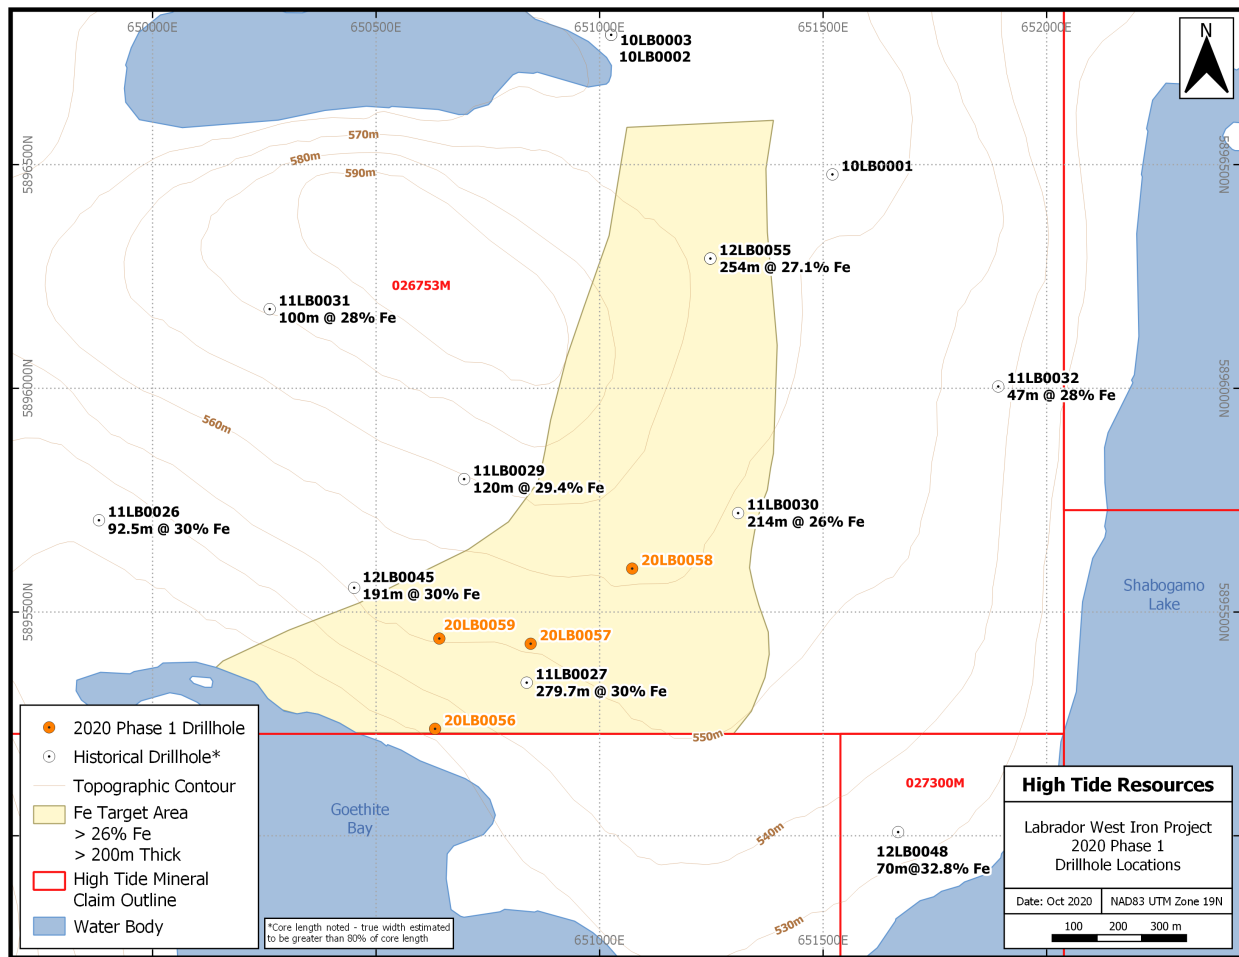 650000E
650500E
651000E
651500E
652000E
N
10LB0003
10LB0002
570m
580m
590m
5896500N
5896500N
10LB0001
12LB0055
254m @ 27.1% Fe
026753M
11LB0031
100m @ 28% Fe
5896000N
5896000N
11LB0032
47m @ 28% Fe
560m
11LB0029
120m @ 29.4% Fe
11LB0026
92.5m @ 30% Fe
11LB0030
214m @ 26% Fe
20LB0058
12LB0045
191m @ 30% Fe
Shabogamo
Lake
5895500N
5895500N
20LB0059
20LB0057
11LB0027
279.7m @ 30% Fe
20LB0056
550m
2020 Phase 1 Drillhole
Historical Drillhole*
Topographic Contour
Fe Target Area
> 26% Fe
> 200m Thick
High Tide Mineral
Claim Outline
Water Body
Goethite
Bay
027300M
540m
12LB0048
70m@32.8% Fe
530m
*Core length noted - true width estimated
to be greater than 80% of core length
651000E
651500E
High Tide Resources
Labrador West Iron Project
2020 Phase 1
Drillhole Locations
Date: Oct 2020
NAD83 UTM Zone 19N
100 200 300 m